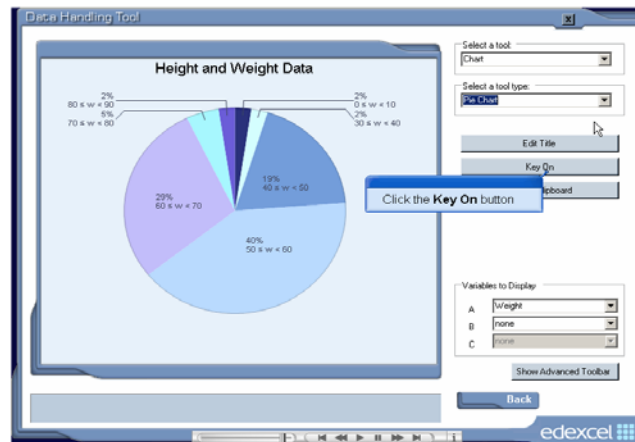 Data Handling Tool
x
Height and Weight Data
2%
80 ≤ w < 90
5%
70 ≤ w < 80
2%
0 ≤ w < 10
2%
30 ≤ w < 40
19%
40 ≤ w < 50
29%
60 ≤ w < 70
40%
50 ≤ w < 60
Select a tool:
Chart
Select a tool type:
Pie Chart
Edit Title
Key On
Click the Key On button
Variables to Display
A Weight
B none
C none
Show Advanced Toolbar
Back
edexcel